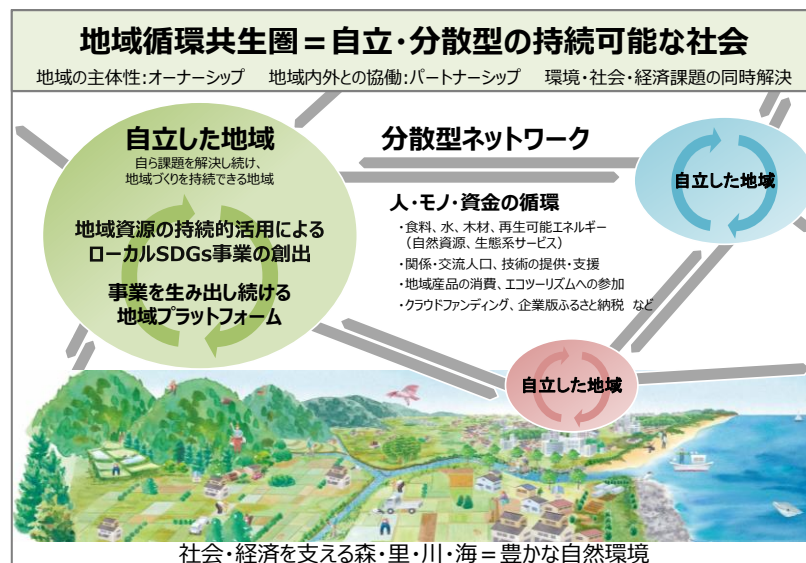 地域循環共生圏＝自立・分散型の持続可能な社会
地域の主体性:オーナーシップ　地域内外との協働:パートナーシップ　環境・社会・経済課題の同時解決
自立した地域
自ら課題を解決し続け、
地域づくりを持続できる地域
地域資源の持続的活用による
ローカルSDGs事業の創出
事業を生み出し続ける
地域プラットフォーム
分散型ネットワーク
人・モノ・資金の循環
・食料、水、木材、再生可能エネルギー
（自然資源、生態系サービス）
・関係・交流人口、技術の提供・支援
・地域産品の消費、エコツーリズムへの参加
・クラウドファンディング、企業版ふるさと納税　など
自立した地域
自立した地域
社会・経済を支える森・里・川・海＝豊かな自然環境